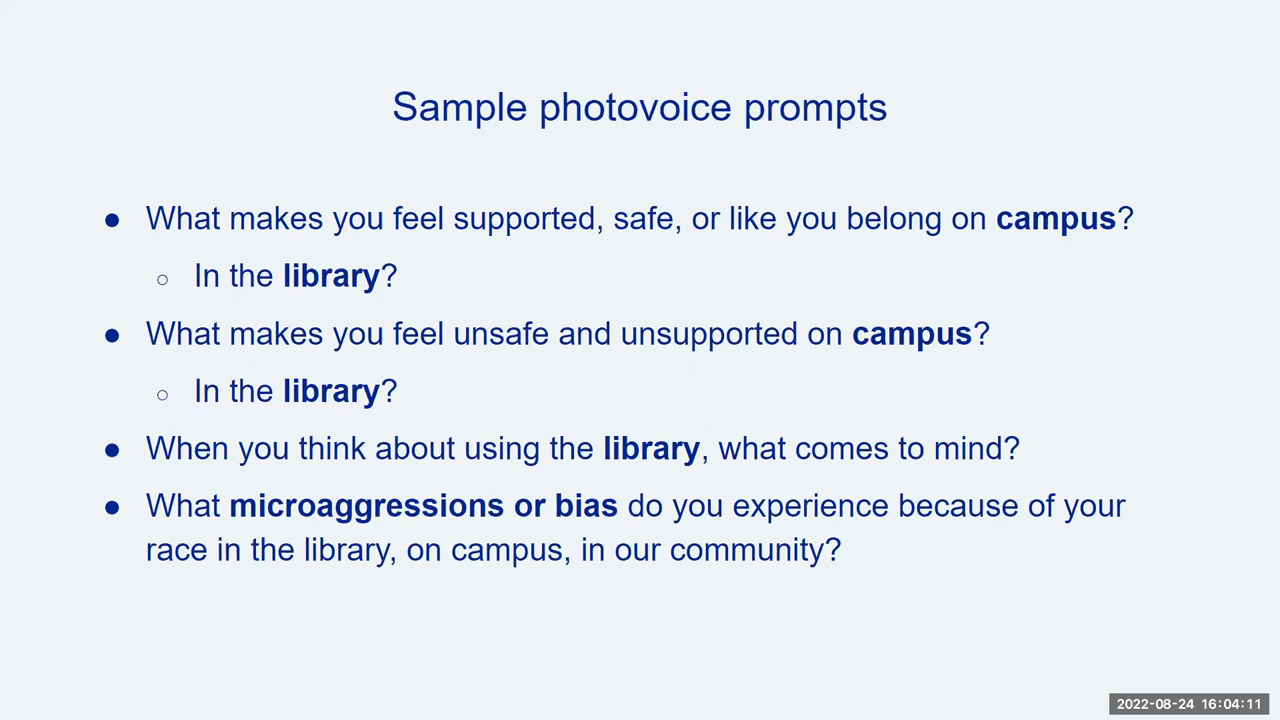 Sample photovoice prompts
● What makes you feel supported, safe, or like you belong on campus?
○ In the library?
● What makes you feel unsafe and unsupported on campus?
○ In the library?
● When you think about using the library, what comes to mind?
● What microaggressions or bias do you experience because of your
race in the library, on campus, in our community?
2022-08-24 16:04:11